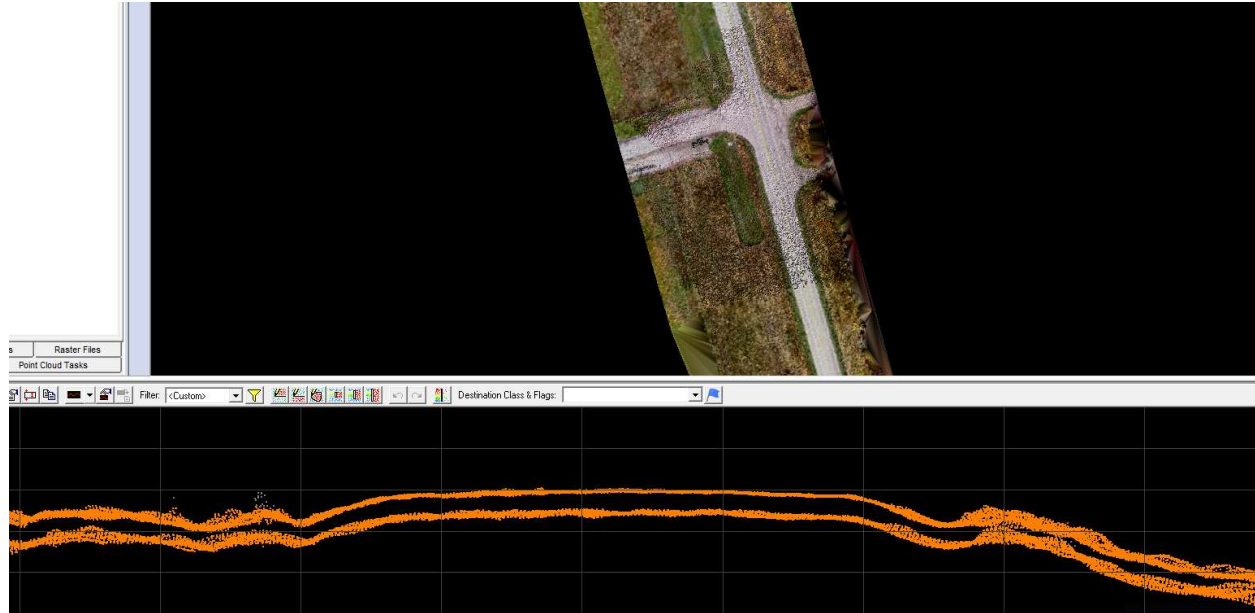 s
Raster Files
Point Cloud Tasks
Filter: <Custom>
Destination Class & Flags: